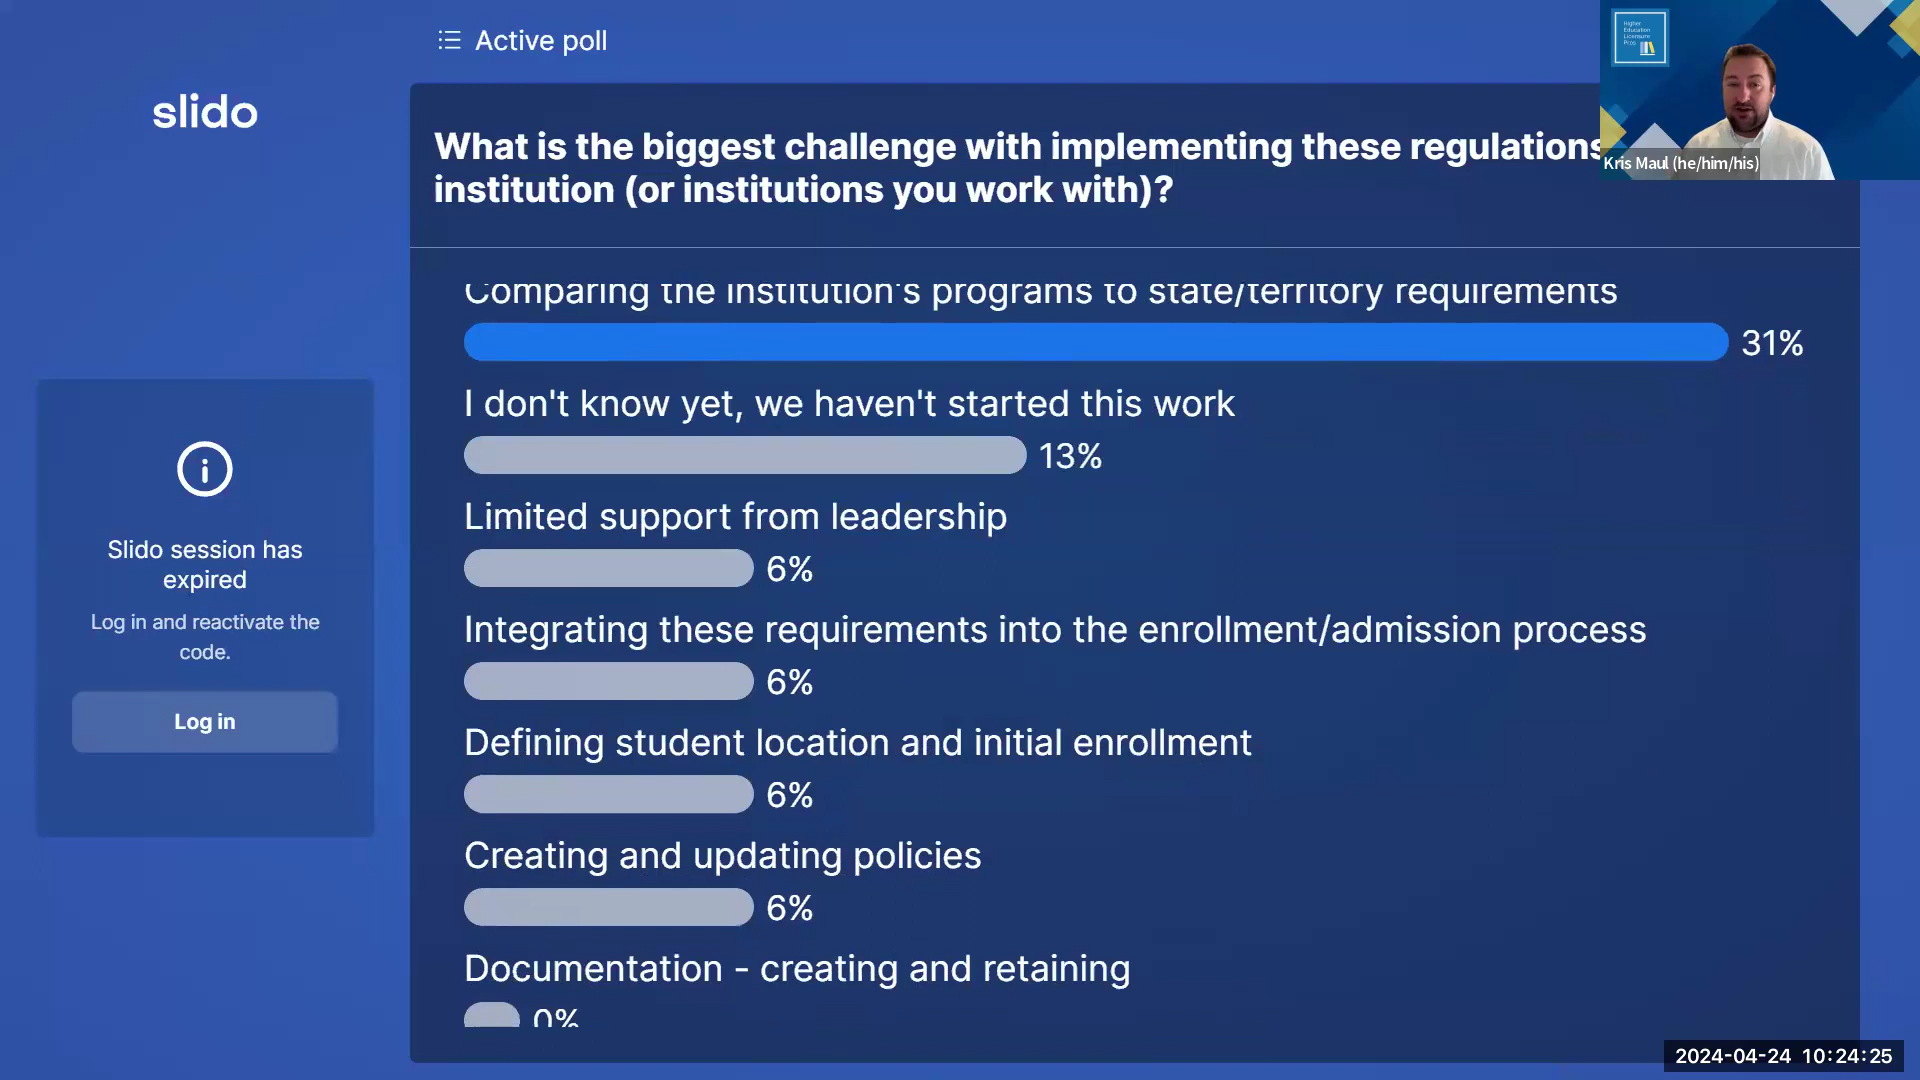 Active poll
slido
Higher
Education
Licensure
Pros
What is the biggest challenge with implementing these regulations
institution (or institutions you work with)?
Kris Maul (he/him/his)
Comparing the institution's programs to state/territory requirements
31%
I don't know yet, we haven't started this work
13%
Limited support from leadership
6%
Integrating these requirements into the enrollment/admission process
6%
Defining student location and initial enrollment
6%
Creating and updating policies
6%
Documentation - creating and retaining
0%
Slido session has
expired
Log in and reactivate the
code.
Log in
2024-04-24 10:24:25